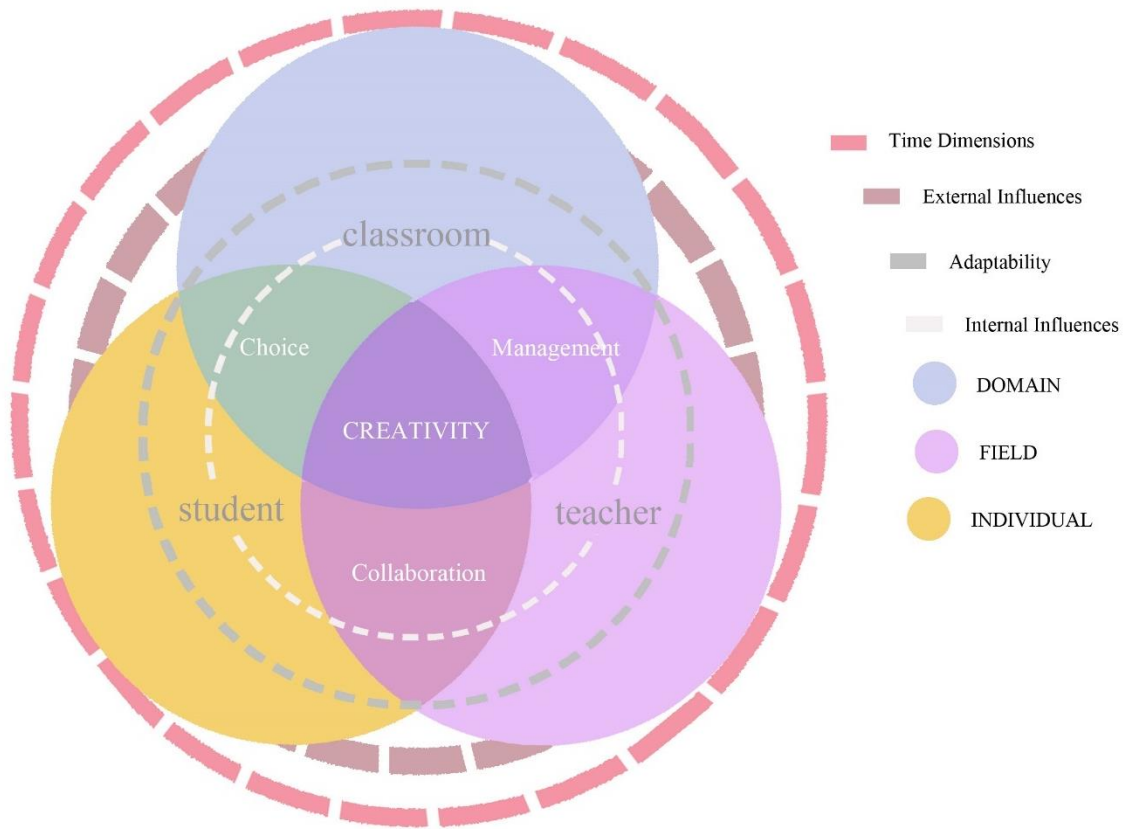 classroom
Choice
Management
CREATIVITY
student
teacher
Collaboration
Time Dimensions
External Influences
Adaptability
Internal Influences
DOMAIN
FIELD
INDIVIDUAL